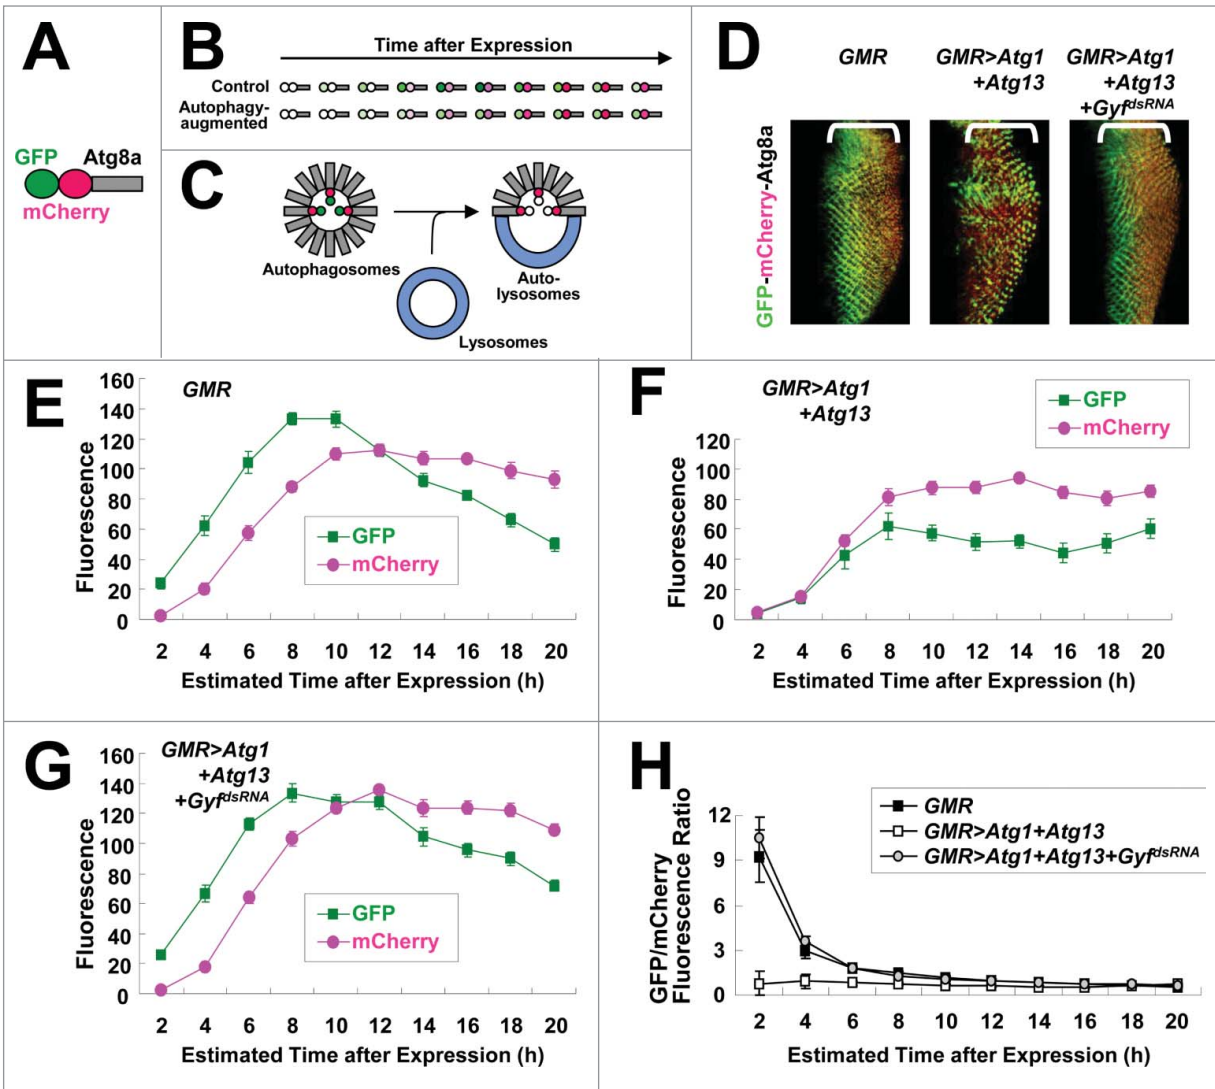 A
GFP
Atg8a
mCherry
B
Time after Expression
Control
Autophagy-
augmented
C
Autophagosomes
Auto-
lysosomes
Lysosomes
D
GMR
GMR>Atg1
+Atg13
GMR>Atg1
+Atg13
+Gyf^dsRNA
GFP-mCherry-Atg8a
E
GMR
Fluorescence
160
140
120
100
80
60
40
20
0
GFP
mCherry
2 4 6 8 10 12 14 16 18 20
Estimated Time after Expression (h)
F
GMR>Atg1
+Atg13
GFP
mCherry
Fluorescence
120
100
80
60
40
20
0
2 4 6 8 10 12 14 16 18 20
Estimated Time after Expression (h)
G
GMR>Atg1
+Atg13
+Gyf^dsRNA
Fluorescence
160
140
120
100
80
60
40
20
0
GFP
mCherry
2 4 6 8 10 12 14 16 18 20
Estimated Time after Expression (h)
H
GMR
GMR>Atg1+Atg13
GMR>Atg1+Atg13+Gyf^dsRNA
GFP/mCherry
Fluorescence Ratio
12
9
6
3
0
2 4 6 8 10 12 14 16 18 20
Estimated Time after Expression (h)